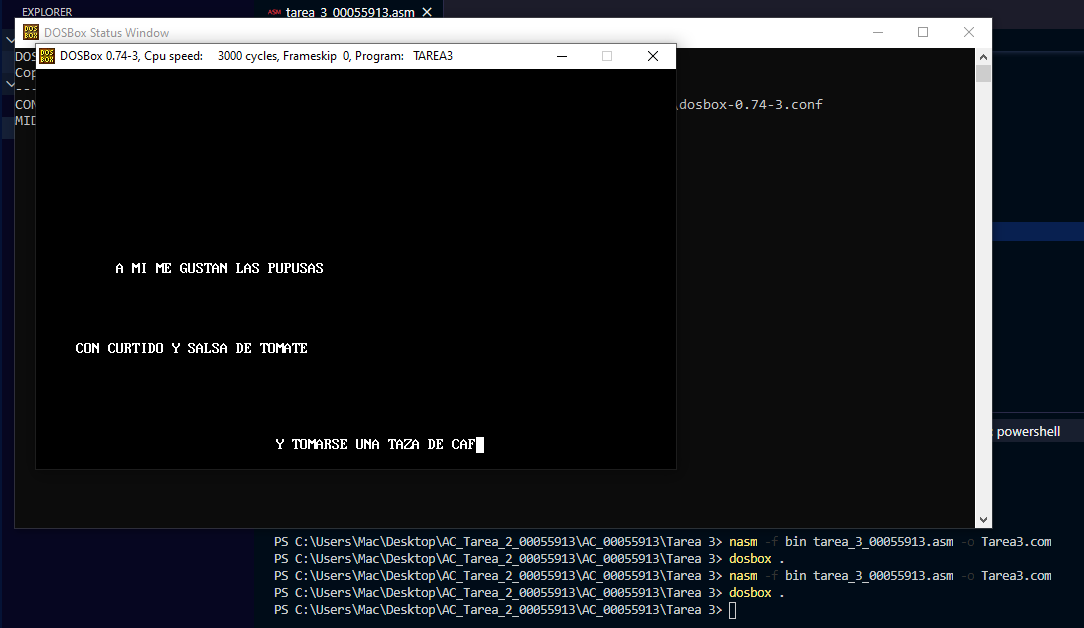 EXPLORER
ASM tarea_3_00055913.asm
DOSBox Status Window
DOSBox 0.74-3, Cpu speed: 3000 cycles, Frameskip 0, Program: TAREA3
DOS
Cop
---
CON \dosbox-0.74-3.conf
MID
A MI ME GUSTAN LAS PUPUSAS
CON CURTIDO Y SALSA DE TOMATE
Y TOMARSE UNA TAZA DE CAF
: powershell
PS C:\Users\Mac\Desktop\AC_Tarea_2_00055913\AC_00055913\Tarea 3> nasm -f bin tarea_3_00055913.asm -o Tarea3.com
PS C:\Users\Mac\Desktop\AC_Tarea_2_00055913\AC_00055913\Tarea 3> dosbox .
PS C:\Users\Mac\Desktop\AC_Tarea_2_00055913\AC_00055913\Tarea 3> nasm -f bin tarea_3_00055913.asm -o Tarea3.com
PS C:\Users\Mac\Desktop\AC_Tarea_2_00055913\AC_00055913\Tarea 3> dosbox .
PS C:\Users\Mac\Desktop\AC_Tarea_2_00055913\AC_00055913\Tarea 3>